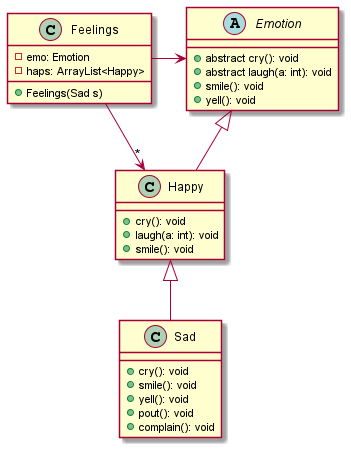 C Feelings
emo: Emotion
haps: ArrayList<Happy>
Feelings(Sad s)
A Emotion
abstract cry(): void
abstract laugh(a: int): void
smile(): void
yell(): void
*
C Happy
cry(): void
laugh(a: int): void
smile(): void
C Sad
cry(): void
smile(): void
yell(): void
pout(): void
complain(): void